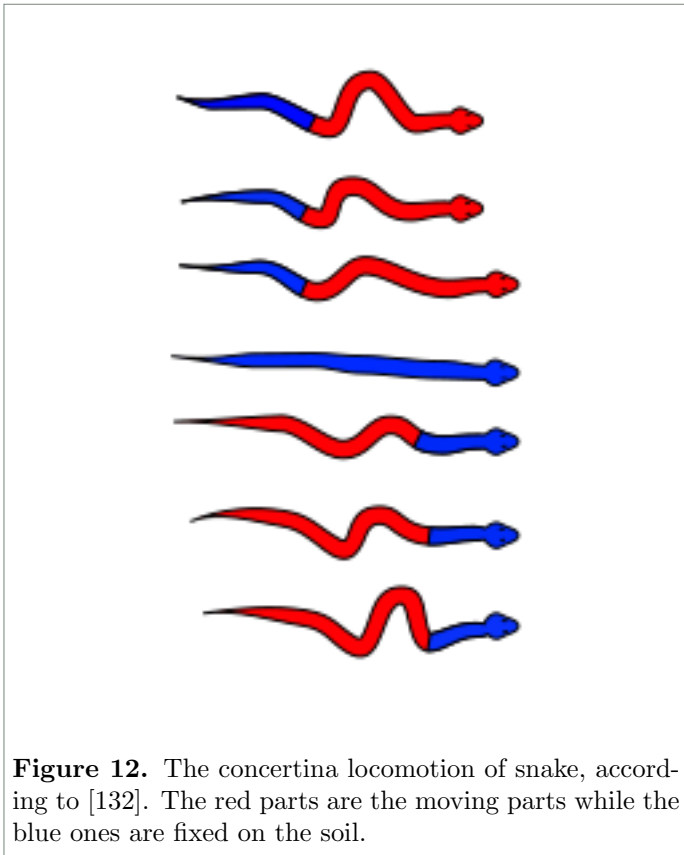 Figure 12. The concertina locomotion of snake, accord-
ing to [132]. The red parts are the moving parts while the
blue ones are fixed on the soil.